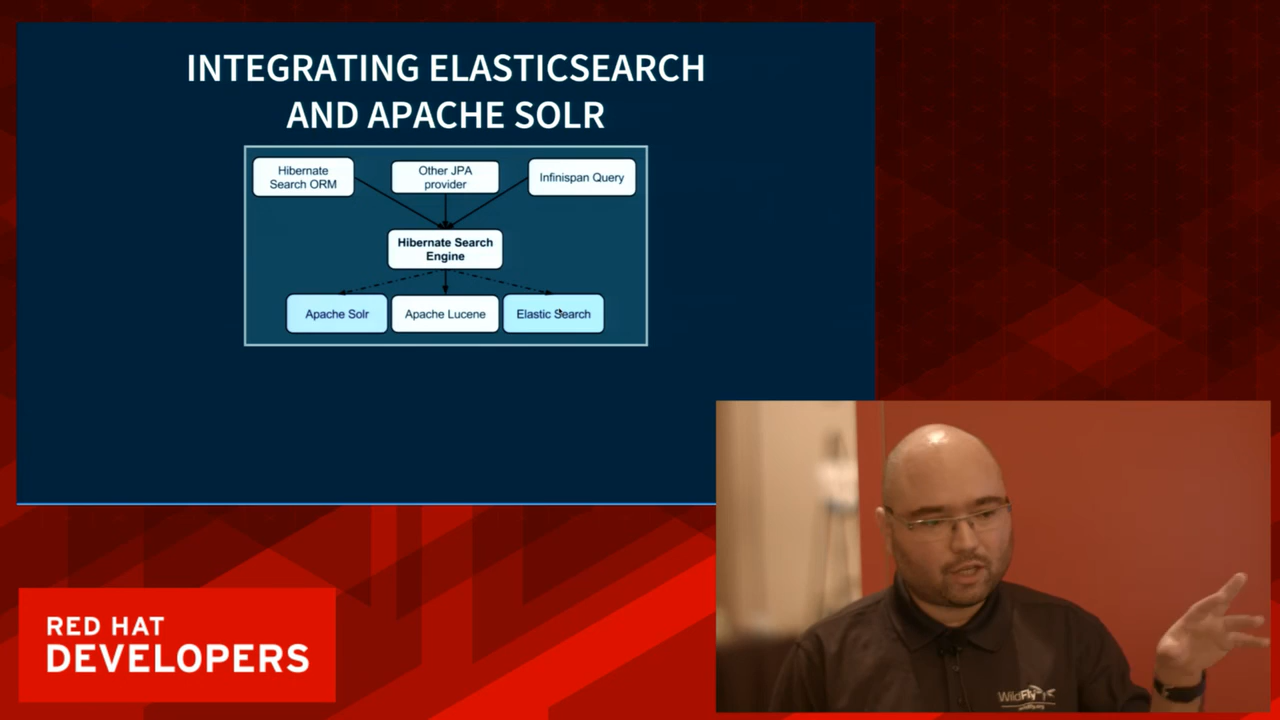 INTEGRATING ELASTICSEARCH
AND APACHE SOLR
Hibernate
Search ORM
Other JPA
provider
Infinispan Query
Hibernate Search
Engine
Apache Solr
Apache Lucene
Elastic Search
RED HAT
DEVELOPERS
WildFly